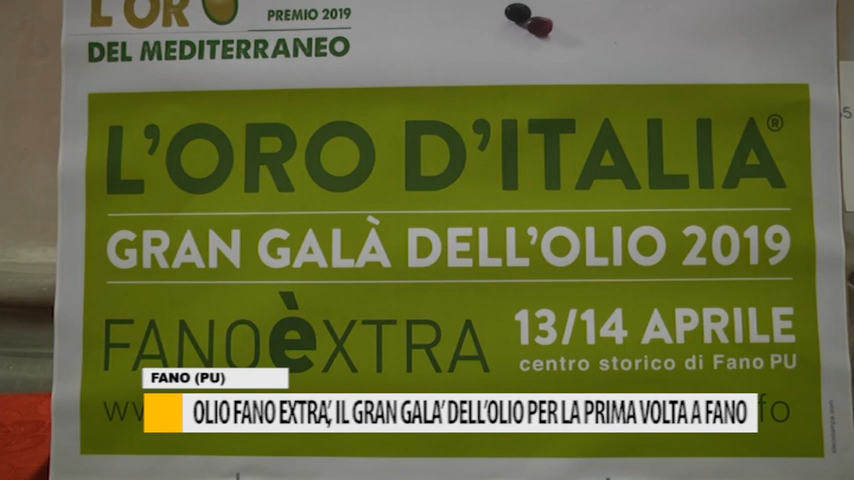 L'ORO
PREMIO 2019
DEL MEDITERRANEO
L'ORO D'ITALIA®
GRAN GALÀ DELL'OLIO 2019
FANOèXTRA
13/14 APRILE
centro storico di Fano PU
FANO (PU)
OLIO FANO EXTRA', IL GRAN GALA' DELL'OLIO PER LA PRIMA VOLTA A FANO